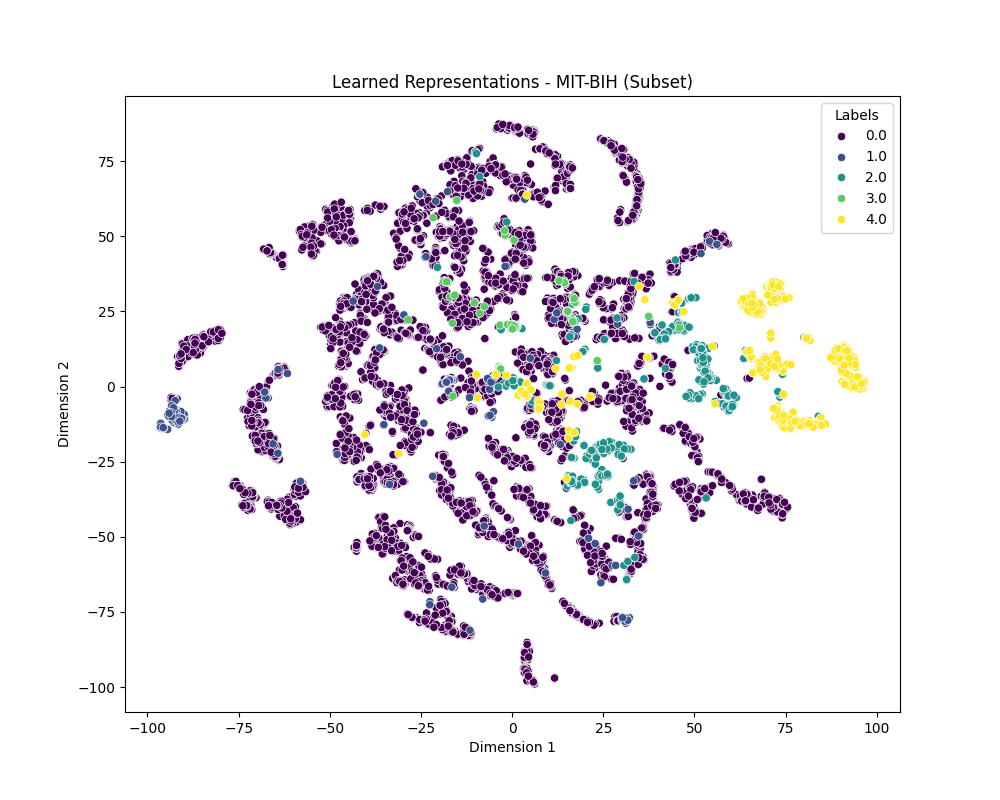 Learned Representations - MIT-BIH (Subset)
Labels
0.0
1.0
2.0
3.0
4.0
75
50
25
0
−25
−50
−75
−100
Dimension 2
−100 −75 −50 −25 0 25 50 75 100
Dimension 1